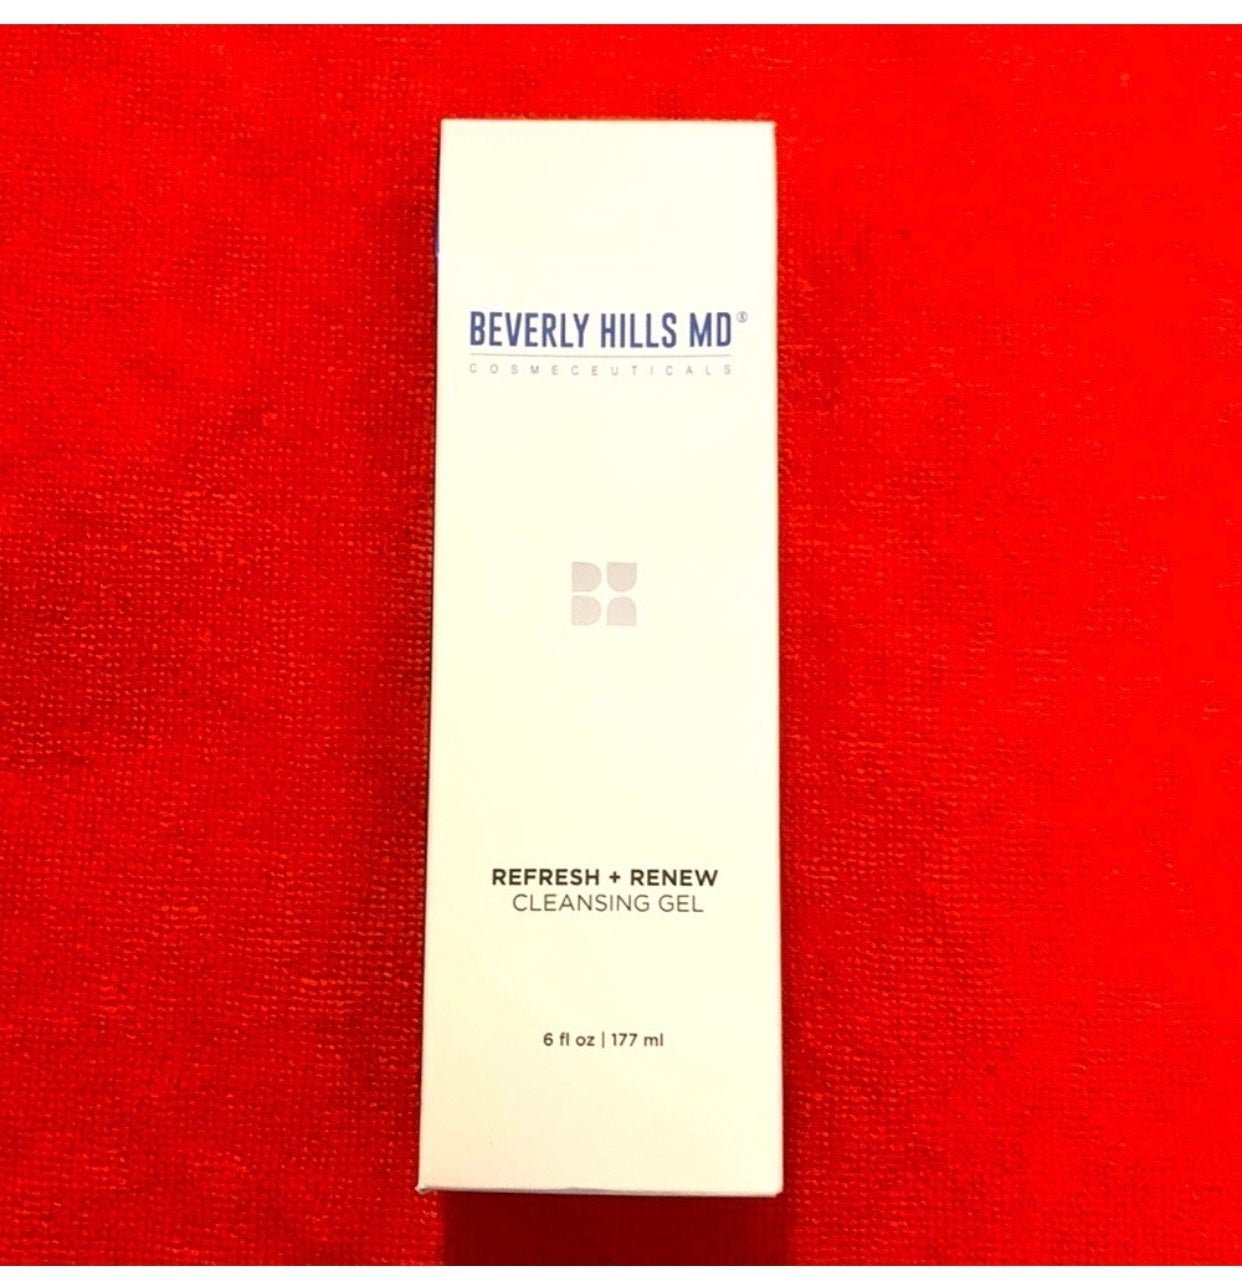 BEVERLY HILLS MD®
COSMECEUTICALS
REFRESH + RENEW
CLEANSING GEL
6 fl oz | 177 ml